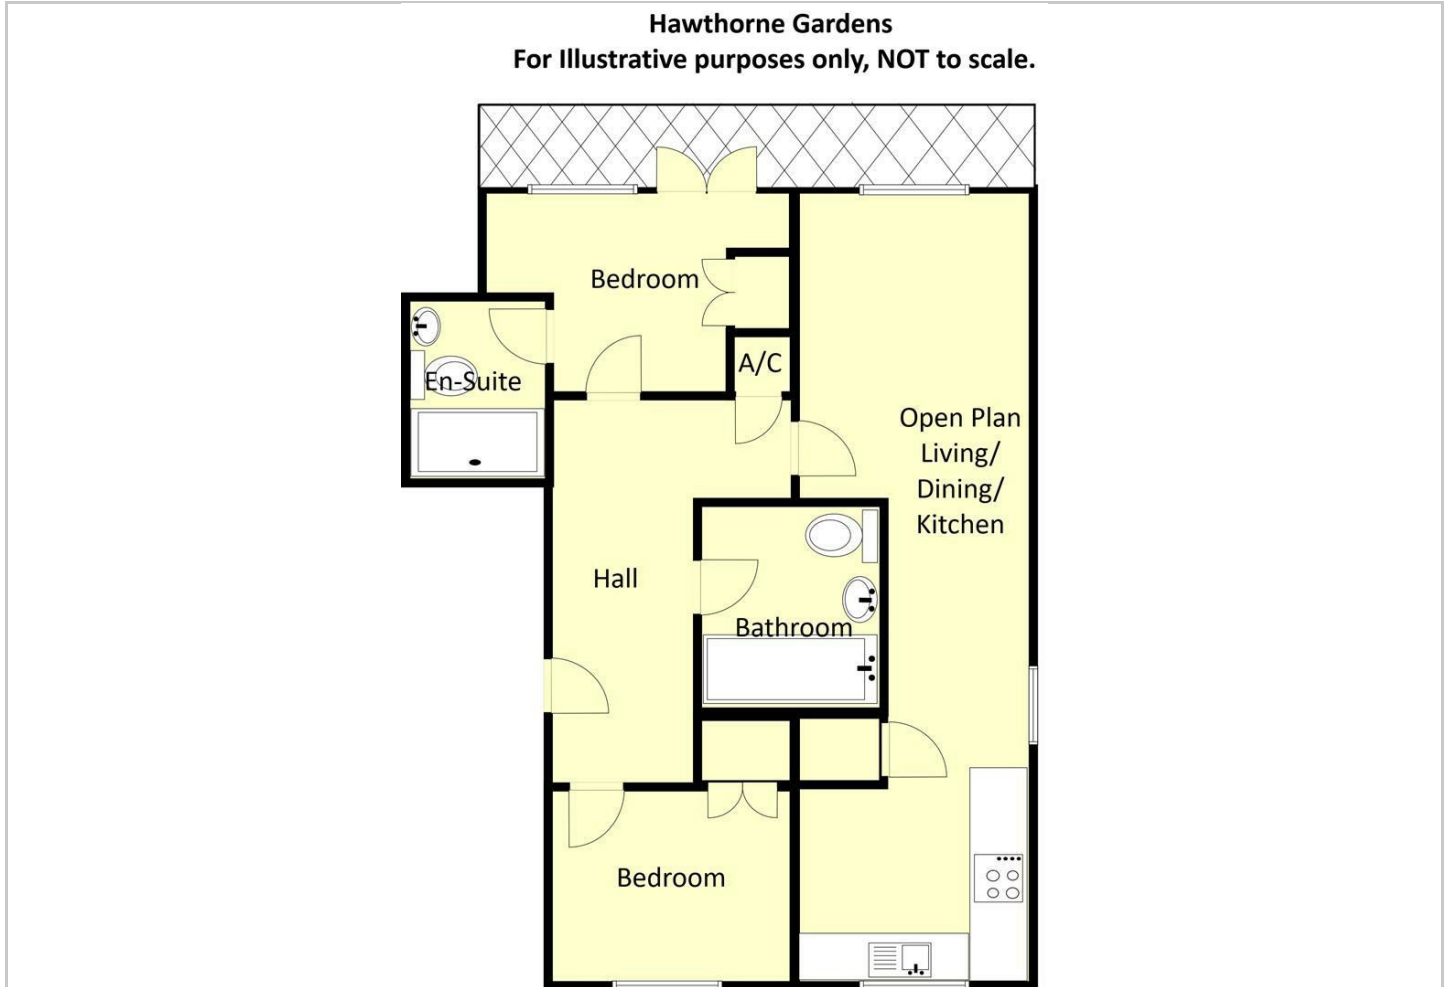 Hawthorne Gardens
For Illustrative purposes only, NOT to scale.
Bedroom
A/C
En-Suite
Open Plan
Living/
Dining/
Kitchen
Hall
Bathroom
Bedroom